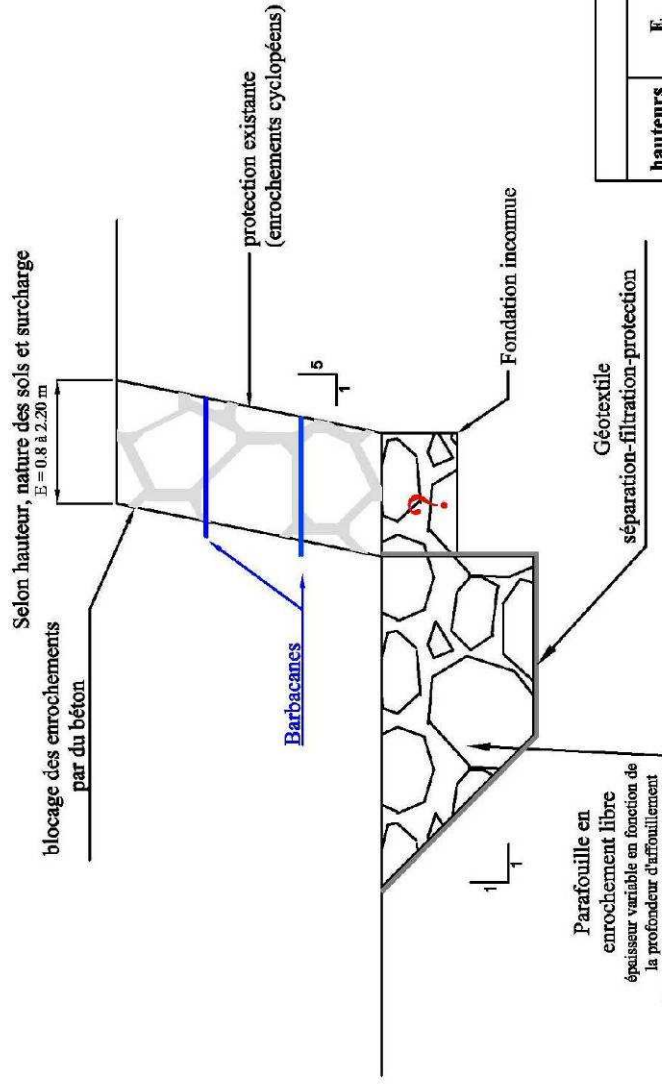 Selon hauteur, nature des sols et surcharge
E = 0.8 à 2.20 m
blocage des enrochements
par du béton
protection existante
(enrochements cyclopéens)
Barbacanes
5
1
?
Fondation inconnue
1
1
Géotextile
séparation-filtration-protection
Parafouille en
enrochement libre
épaisseur variable en fonction de
la profondeur d'affouillement
hauteurs
E